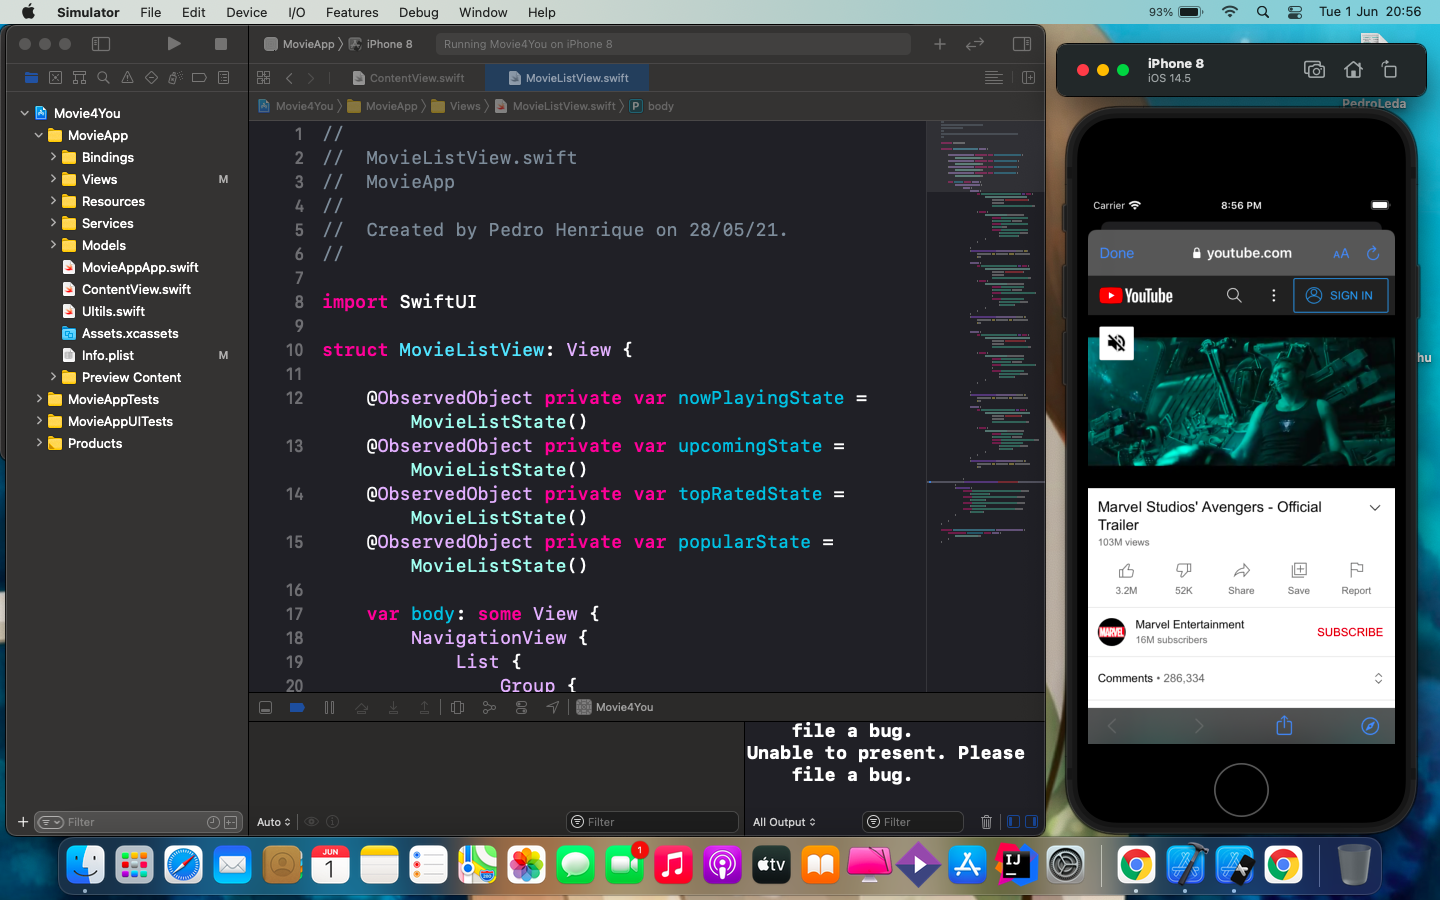 Simulator File Edit Device I/O Features Debug Window Help 93% Tue 1 Jun 20:56
MovieApp iPhone 8 Running Movie4You on iPhone 8
ContentView.swift MovieListView.swift
Movie4You MovieApp Views MovieListView.swift P body
Movie4You
MovieApp
Bindings
Views M
Resources
Services
Models
MovieAppApp.swift
ContentView.swift
Ultils.swift
Assets.xcassets
Info.plist M
Preview Content
MovieAppTests
MovieAppUITests
Products
Filter
1 //
2 //  MovieListView.swift
3 //  MovieApp
4 //
5 //  Created by Pedro Henrique on 28/05/21.
6 //
7
8 import SwiftUI
9
10 struct MovieListView: View {
11
12 @ObservedObject private var nowPlayingState =
MovieListState()
13 @ObservedObject private var upcomingState =
MovieListState()
14 @ObservedObject private var topRatedState =
MovieListState()
15 @ObservedObject private var popularState =
MovieListState()
16
17 var body: some View {
18 NavigationView {
19 List {
20 Group {
Movie4You
file a bug.
Unable to present. Please
file a bug.
Auto Filter All Output Filter
iPhone 8
iOS 14.5
PedroLeda
hu
Carrier 8:56 PM
Done youtube.com AA
YouTube SIGN IN
Marvel Studios' Avengers - Official
Trailer
103M views
3.2M 52K Share Save Report
MARVEL Marvel Entertainment SUBSCRIBE
16M subscribers
Comments • 286,334
JUN
1
1
tv
IJ